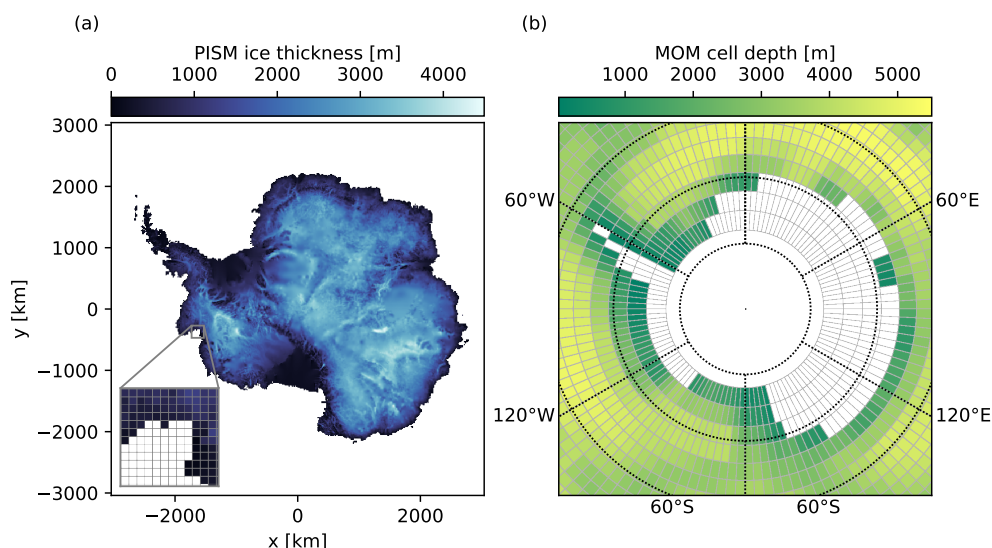 (a)
PISM ice thickness [m]
0 1000 2000 3000 4000
3000
2000
1000
0
−1000
−2000
−3000
y [km]
−2000 0 2000
x [km]
(b)
MOM cell depth [m]
1000 2000 3000 4000 5000
60°W
60°E
120°W
120°E
60°S 60°S